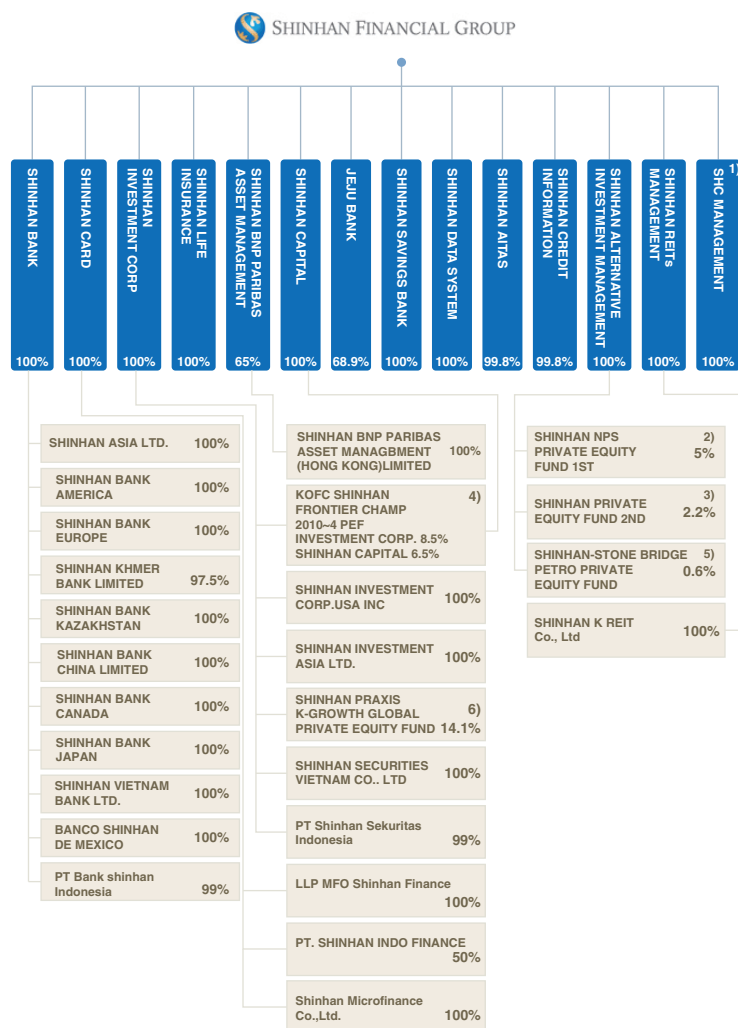 SHINHAN FINANCIAL GROUP
SHINHAN BANK
100%
SHINHAN CARD
100%
SHINHAN
INVESTMENT CORP
100%
SHINHAN LIFE
INSURANCE
100%
SHINHAN BNP PARIBAS
ASSET MANAGEMENT
65%
SHINHAN CAPITAL
100%
JEJU BANK
68.9%
SHINHAN SAVINGS BANK
100%
SHINHAN DATA SYSTEM
100%
SHINHAN AITAS
99.8%
SHINHAN CREDIT
INFORMATION
99.8%
SHINHAN ALTERNATIVE
INVESTMENT MANAGEMENT
100%
SHINHAN REITs
MANAGEMENT
100%
1)
SHC MANAGEMENT
100%
SHINHAN ASIA LTD. 100%
SHINHAN BANK
AMERICA 100%
SHINHAN BANK
EUROPE 100%
SHINHAN KHMER
BANK LIMITED 97.5%
SHINHAN BANK
KAZAKHSTAN 100%
SHINHAN BANK
CHINA LIMITED 100%
SHINHAN BANK
CANADA 100%
SHINHAN BANK
JAPAN 100%
SHINHAN VIETNAM
BANK LTD. 100%
BANCO SHINHAN
DE MEXICO 100%
PT Bank shinhan
Indonesia 99%
SHINHAN BNP PARIBAS
ASSET MANAGBMENT 100%
(HONG KONG)LIMITED
KOFC SHINHAN 4)
FRONTIER CHAMP
2010~4 PEF
INVESTMENT CORP. 8.5%
SHINHAN CAPITAL 6.5%
SHINHAN INVESTMENT
CORP.USA INC 100%
SHINHAN INVESTMENT
ASIA LTD. 100%
SHINHAN PRAXIS
K-GROWTH GLOBAL 6)
PRIVATE EQUITY FUND 14.1%
SHINHAN SECURITIES
VIETNAM CO.. LTD 100%
PT Shinhan Sekuritas
Indonesia 99%
LLP MFO Shinhan Finance
100%
PT. SHINHAN INDO FINANCE
50%
Shinhan Microfinance
Co.,Ltd. 100%
SHINHAN NPS 2)
PRIVATE EQUITY 5%
FUND 1ST
3)
SHINHAN PRIVATE
EQUITY FUND 2ND 2.2%
SHINHAN-STONE BRIDGE 5)
PETRO PRIVATE 0.6%
EQUITY FUND
SHINHAN K REIT
Co., Ltd 100%